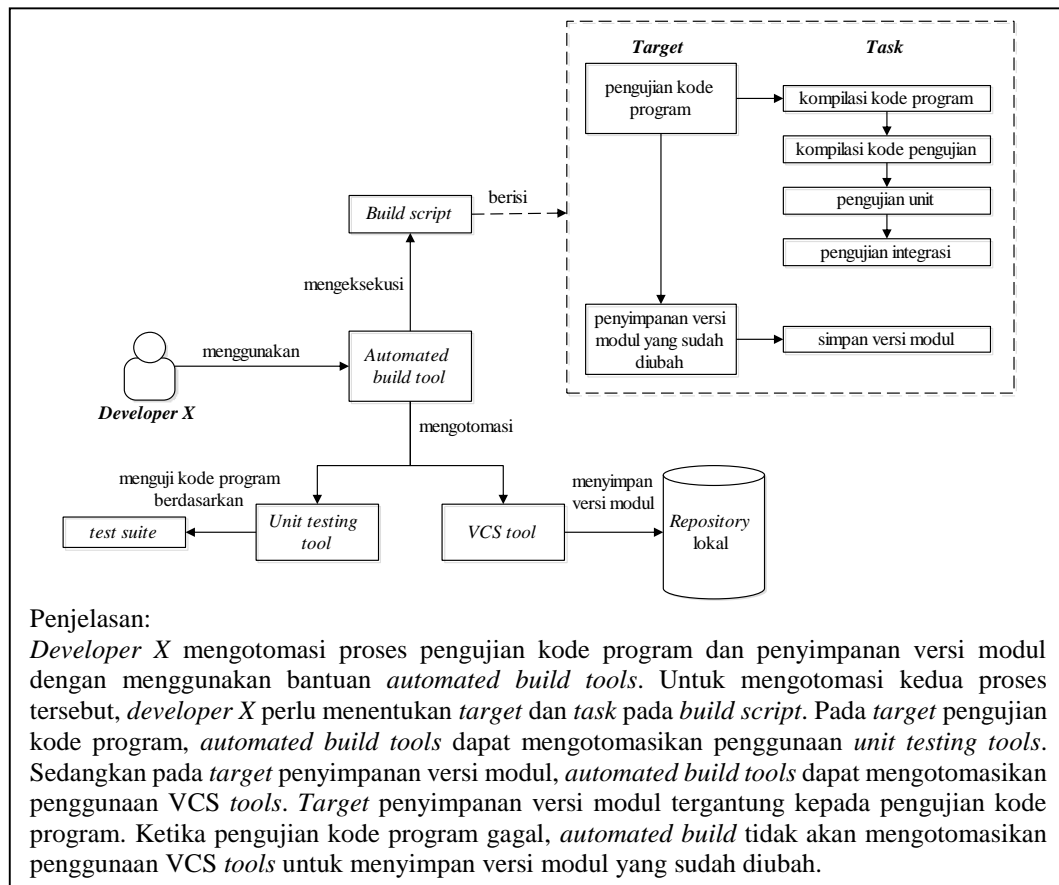 Target
Task
pengujian kode
program
kompilasi kode program
kompilasi kode pengujian
pengujian unit
pengujian integrasi
berisi
Build script
mengeksekusi
penyimpanan versi
modul yang sudah
diubah
simpan versi modul
menggunakan
Automated
build tool
Developer X
mengotomasi
menguji kode program
berdasarkan
menyimpan
versi modul
test suite
Unit testing
tool
VCS tool
Repository
lokal
Penjelasan:
Developer X mengotomasi proses pengujian kode program dan penyimpanan versi modul
dengan menggunakan bantuan automated build tools. Untuk mengotomasi kedua proses
tersebut, developer X perlu menentukan target dan task pada build script. Pada target pengujian
kode program, automated build tools dapat mengotomasikan penggunaan unit testing tools.
Sedangkan pada target penyimpanan versi modul, automated build tools dapat mengotomasikan
penggunaan VCS tools. Target penyimpanan versi modul tergantung kepada pengujian kode
program. Ketika pengujian kode program gagal, automated build tidak akan mengotomasikan
penggunaan VCS tools untuk menyimpan versi modul yang sudah diubah.